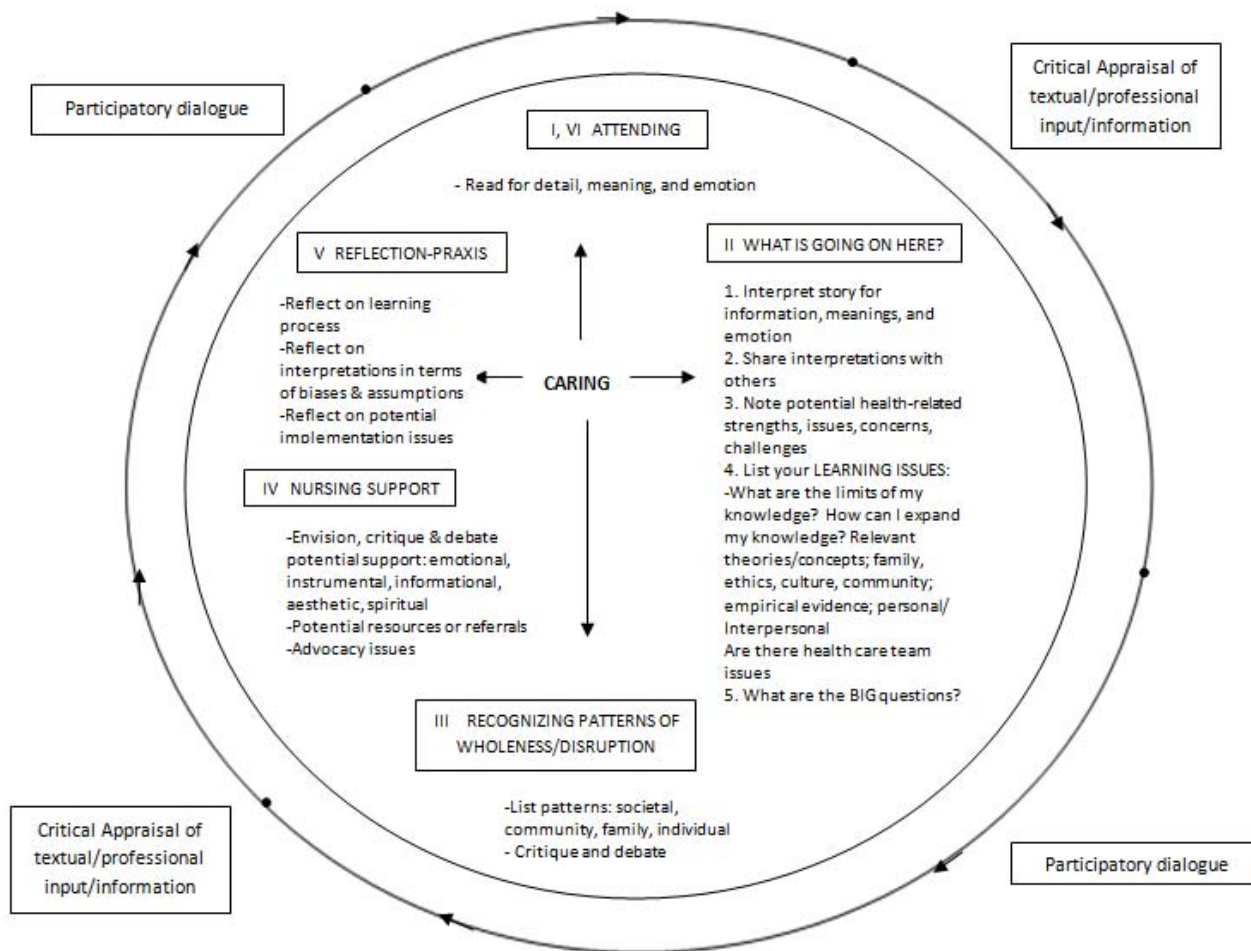 Participatory dialogue
Critical Appraisal of
textual/professional
input/information
I, VI ATTENDING
- Read for detail, meaning, and emotion
V REFLECTION-PRAXIS
-Reflect on learning
process
-Reflect on
interpretations in terms
of biases & assumptions
-Reflect on potential
implementation issues
II WHAT IS GOING ON HERE?
1. Interpret story for
information, meanings, and
emotion
2. Share interpretations with
others
3. Note potential health-related
strengths, issues, concerns,
challenges
4. List your LEARNING ISSUES:
-What are the limits of my
knowledge? How can I expand
my knowledge? Relevant
theories/concepts; family,
ethics, culture, community;
empirical evidence; personal/
Interpersonal
Are there health care team
issues
5. What are the BIG questions?
CARING
IV NURSING SUPPORT
-Envision, critique & debate
potential support: emotional,
instrumental, informational,
aesthetic, spiritual
-Potential resources or referrals
-Advocacy issues
III RECOGNIZING PATTERNS OF
WHOLENESS/DISRUPTION
-List patterns: societal,
community, family, individual
- Critique and debate
Critical Appraisal of
textual/professional
input/information
Participatory dialogue